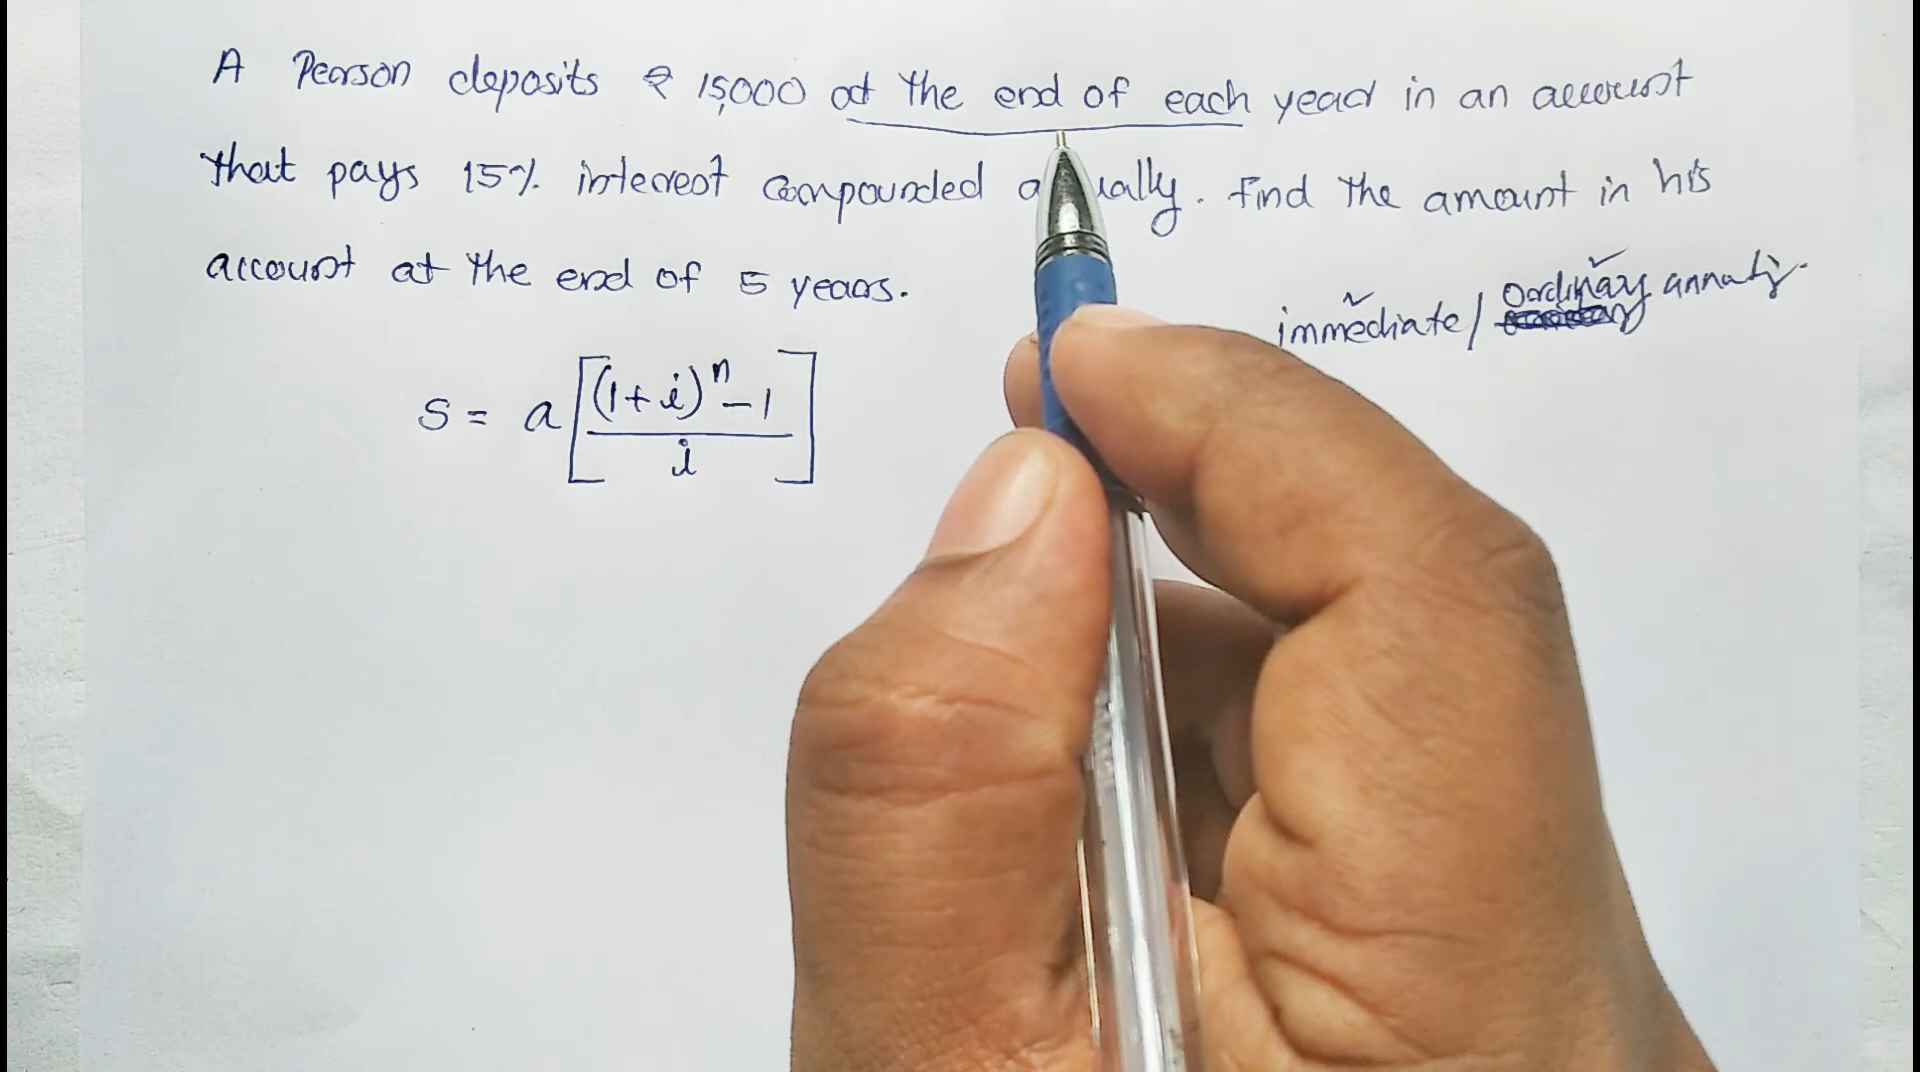 A Person deposits ₹ 15,000 at the end of each year in an account
that pays 15% interest compounded a ually. Find the amount in his
account at the end of 5 years.
immediate / Ordinary annuity.
S = a [ (1+i)^n - 1 / i ]